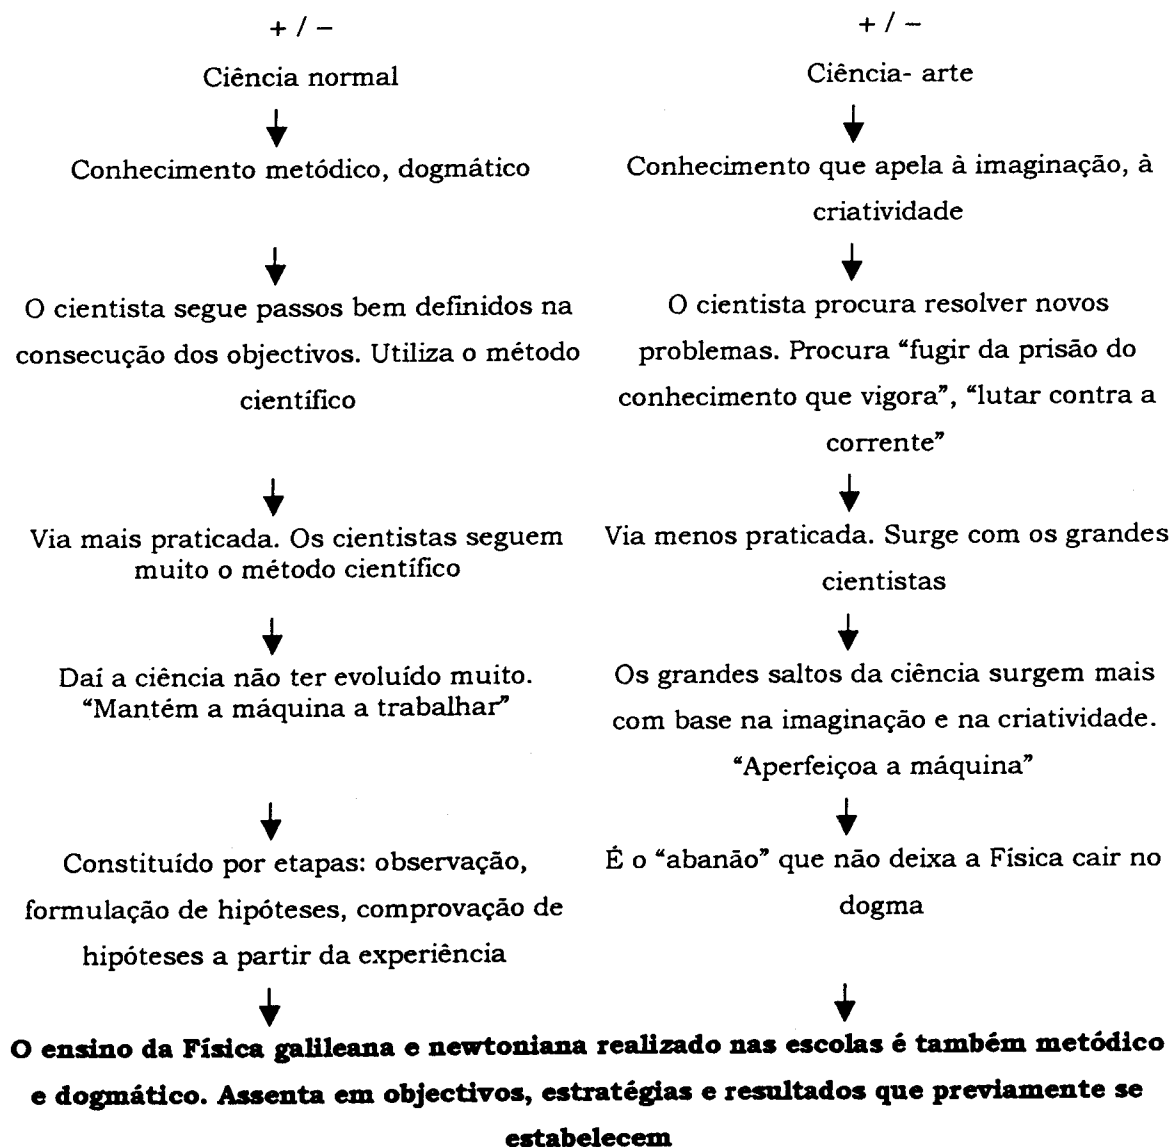 + / –
Ciência normal
Conhecimento metódico, dogmático
O cientista segue passos bem definidos na
consecução dos objectivos. Utiliza o método
científico
Via mais praticada. Os cientistas seguem
muito o método científico
Daí a ciência não ter evoluído muito.
“Mantém a máquina a trabalhar”
Constituído por etapas: observação,
formulação de hipóteses, comprovação de
hipóteses a partir da experiência
+ / –
Ciência- arte
Conhecimento que apela à imaginação, à
criatividade
O cientista procura resolver novos
problemas. Procura “fugir da prisão do
conhecimento que vigora”, “lutar contra a
corrente”
Via menos praticada. Surge com os grandes
cientistas
Os grandes saltos da ciência surgem mais
com base na imaginação e na criatividade.
“Aperfeiçoa a máquina”
É o “abanão” que não deixa a Física cair no
dogma
O ensino da Física galileana e newtoniana realizado nas escolas é também metódico
e dogmático. Assenta em objectivos, estratégias e resultados que previamente se
estabelecem